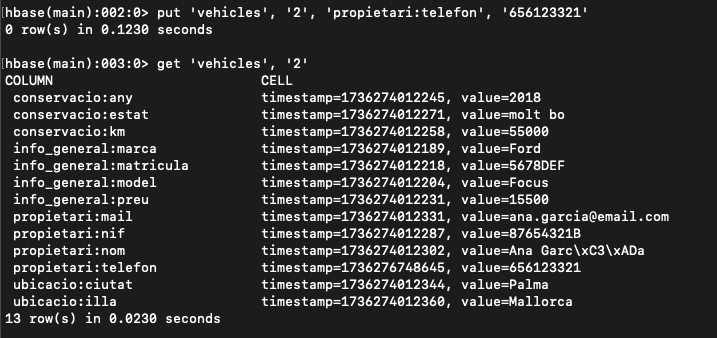 hbase(main):002:0> put 'vehicles', '2', 'propietari:telefon', '656123321'
0 row(s) in 0.1230 seconds
hbase(main):003:0> get 'vehicles', '2'
COLUMN CELL
conservacio:any timestamp=1736274012245, value=2018
conservacio:estat timestamp=1736274012271, value=molt bo
conservacio:km timestamp=1736274012258, value=55000
info_general:marca timestamp=1736274012189, value=Ford
info_general:matricula timestamp=1736274012218, value=5678DEF
info_general:model timestamp=1736274012204, value=Focus
info_general:preu timestamp=1736274012231, value=15500
propietari:mail timestamp=1736274012331, value=ana.garcia@email.com
propietari:nif timestamp=1736274012287, value=87654321B
propietari:nom timestamp=1736274012302, value=Ana Garc\xC3\xADa
propietari:telefon timestamp=1736276748645, value=656123321
ubicacio:ciutat timestamp=1736274012344, value=Palma
ubicacio:illa timestamp=1736274012360, value=Mallorca
13 row(s) in 0.0230 seconds